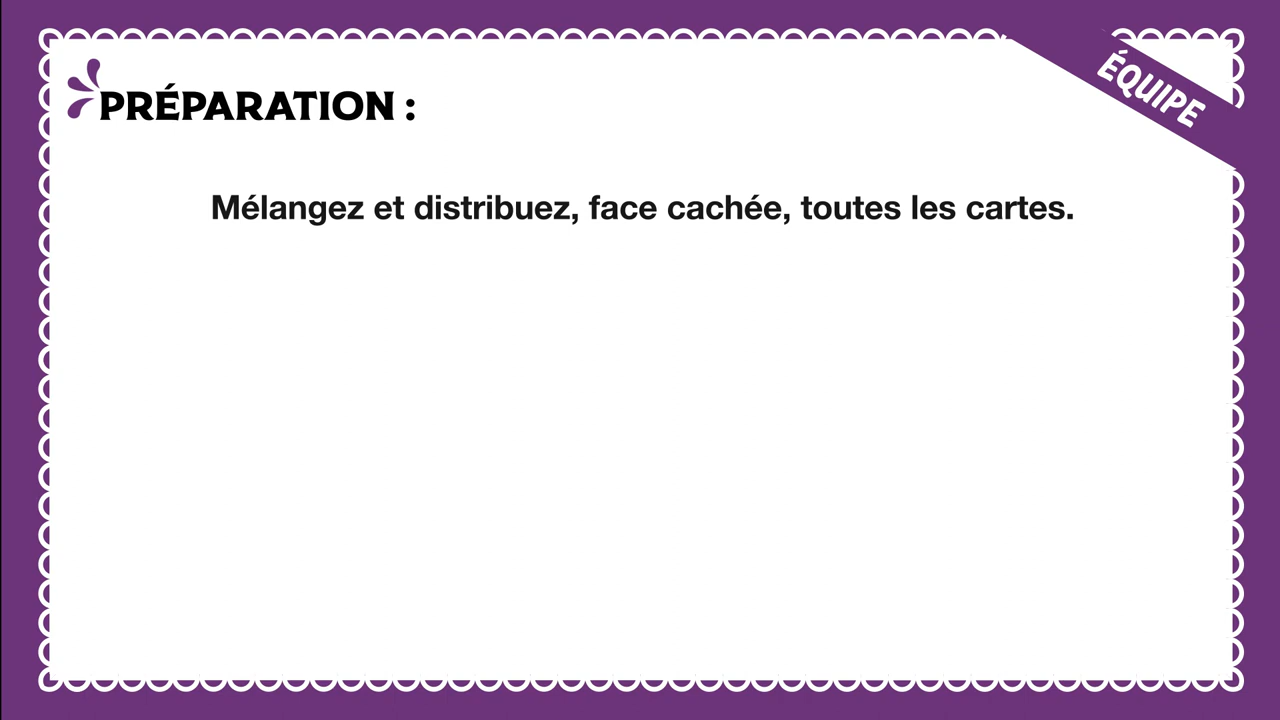 PRÉPARATION :
ÉQUIPE
Mélangez et distribuez, face cachée, toutes les cartes.